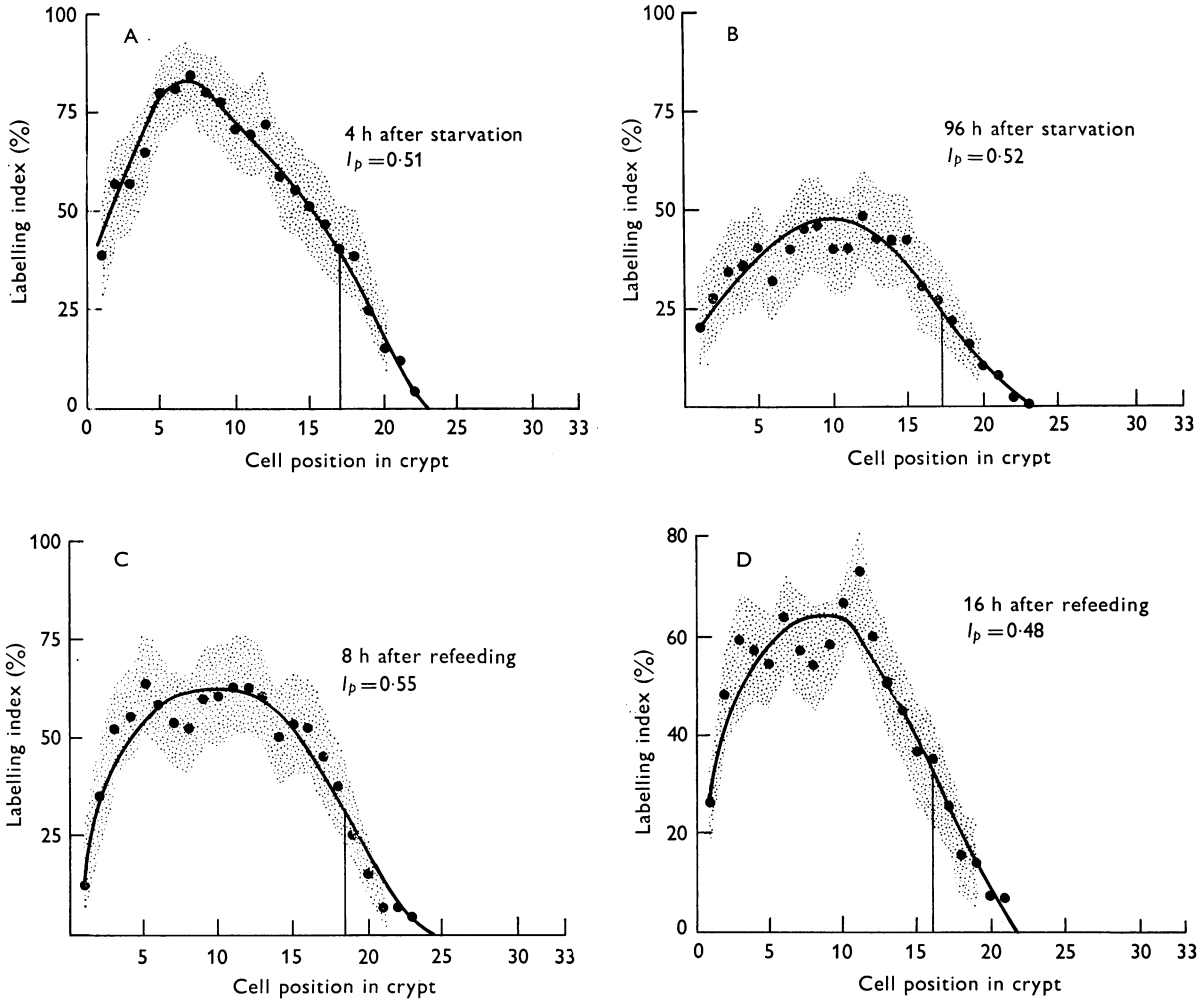 A
4 h after starvation
I_p = 0·51
Labelling index (%)
100
75
50
25
0
0 5 10 15 20 25 30 33
Cell position in crypt
B
96 h after starvation
I_p = 0·52
Labelling index (%)
100
75
50
25
5 10 15 20 25 30 33
Cell position in crypt
C
8 h after refeeding
I_p = 0·55
Labelling index (%)
100
75
50
25
5 10 15 20 25 30 33
Cell position in crypt
D
16 h after refeeding
I_p = 0·48
Labelling index (%)
80
60
40
20
0
0 5 10 15 20 25 30 33
Cell position in crypt